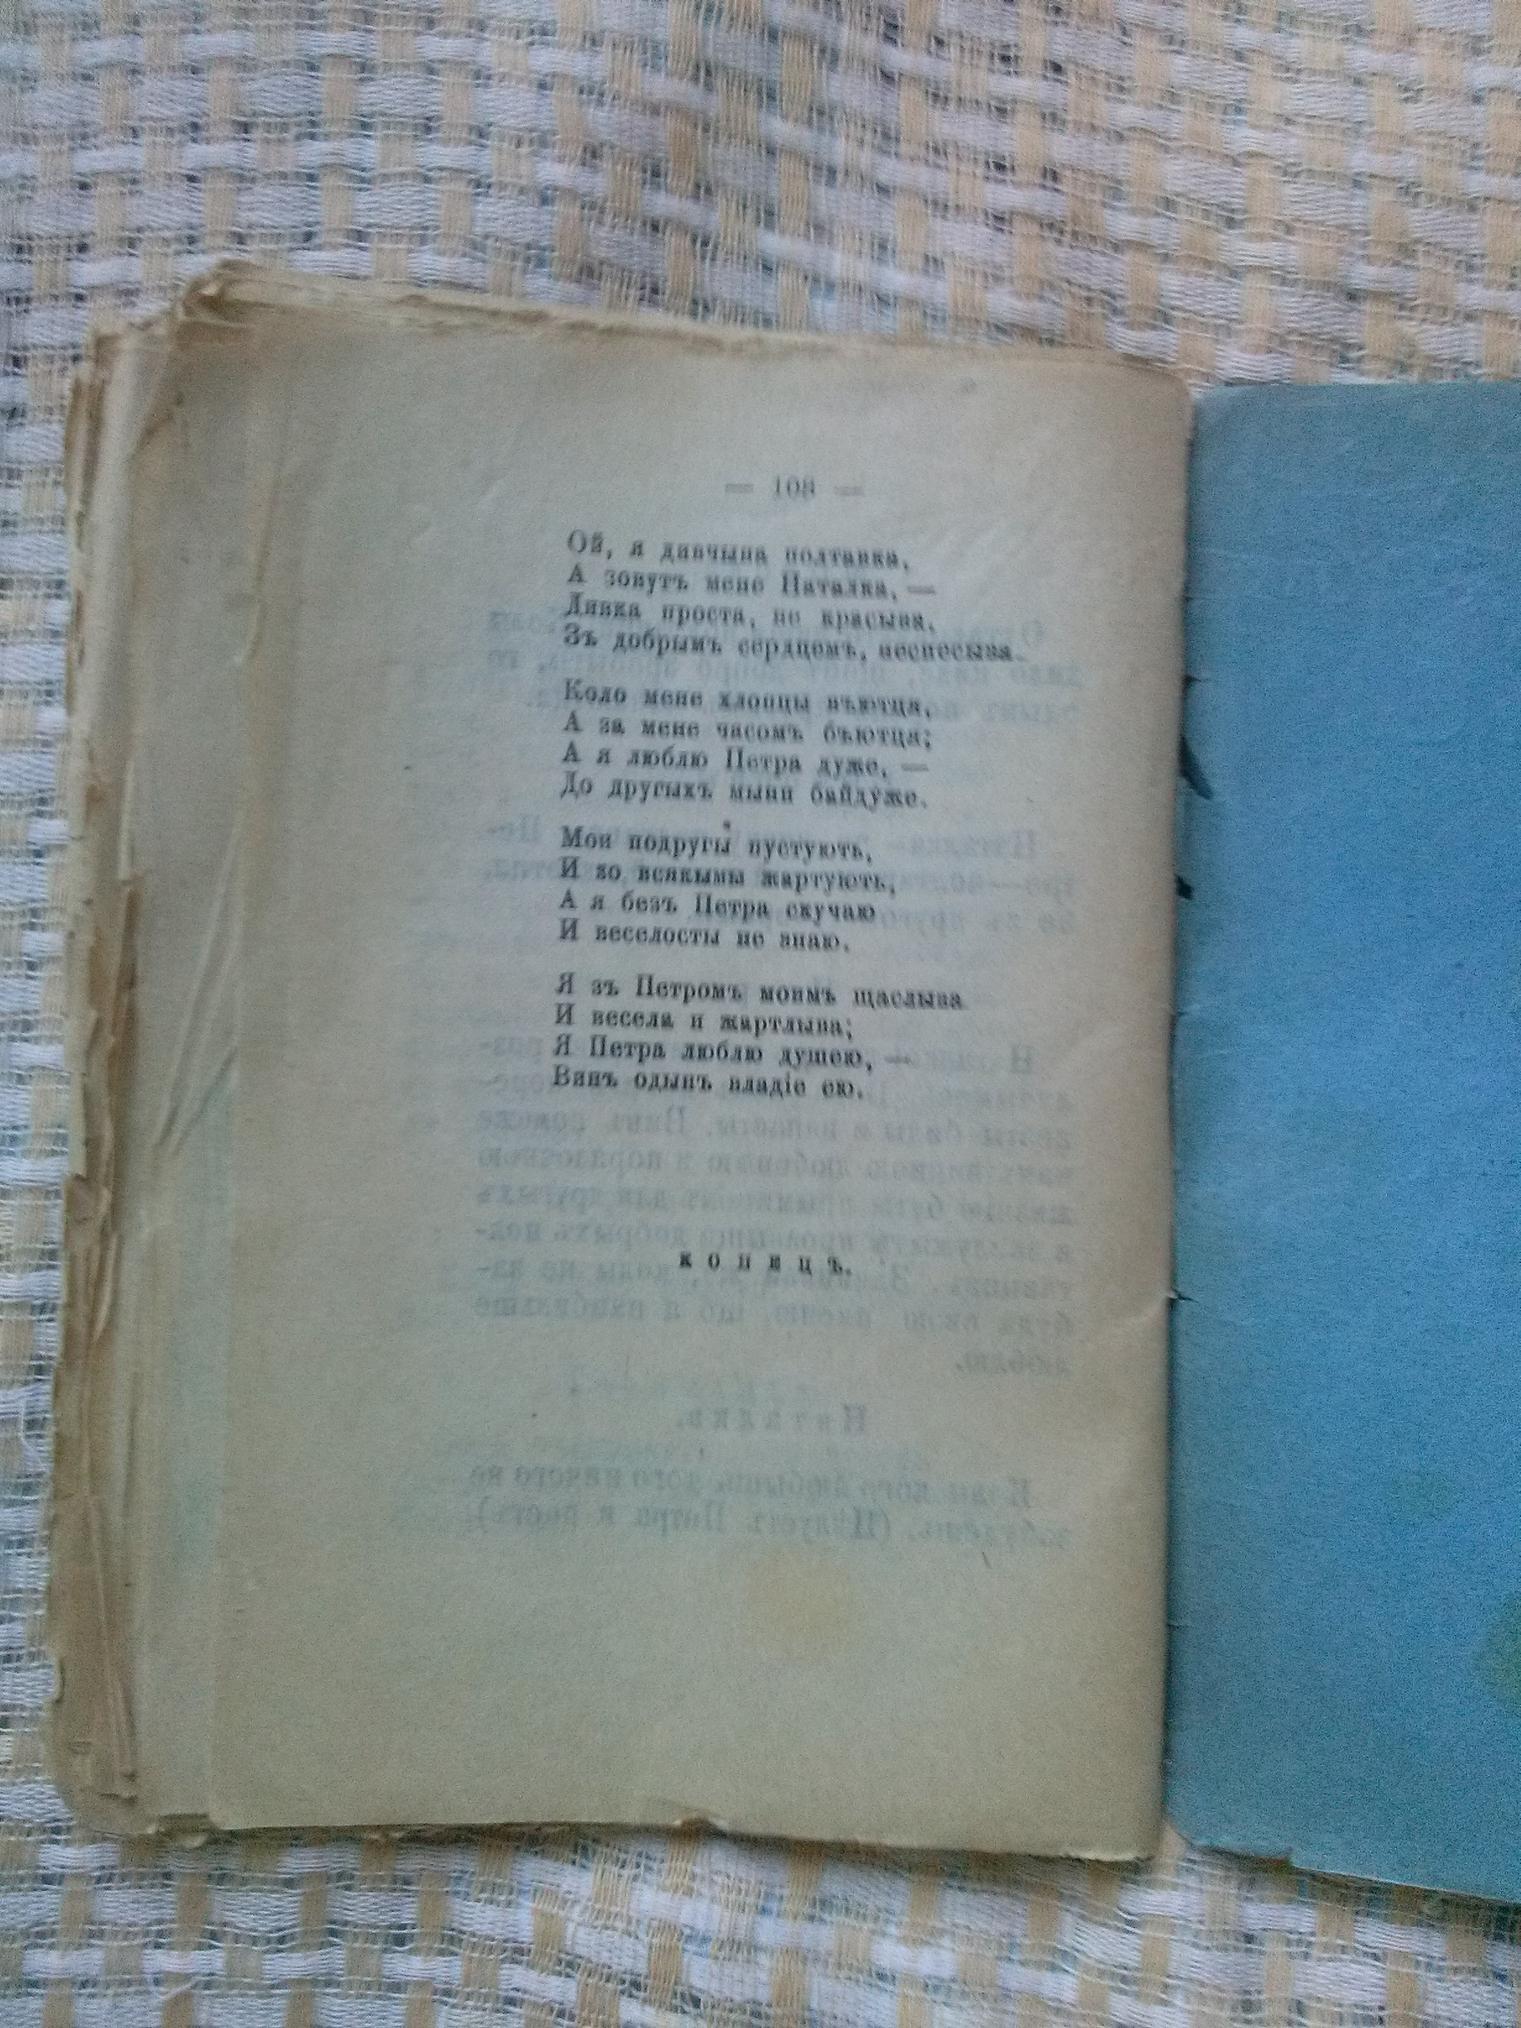 — 108 —
Ой, я дивчына полтавка,
А зовутъ мене Наталка, —
Дивка проста, не красыва,
Зъ добрымъ сердцемъ, неспесыва.
Коло мене хлопцы вьютця,
А за мене часомъ бьютця;
А я люблю Петра дуже, —
До другыхъ мыни байдуже.
Мои подругы пустують,
И зо всякымы жартують,
А я безъ Петра скучаю
И веселосты не знаю.
Я зъ Петромъ моимъ щаслыва
И весела и жартлыва;
Я Петра люблю душею, —
Винъ одынъ владіе ею.
конецъ.